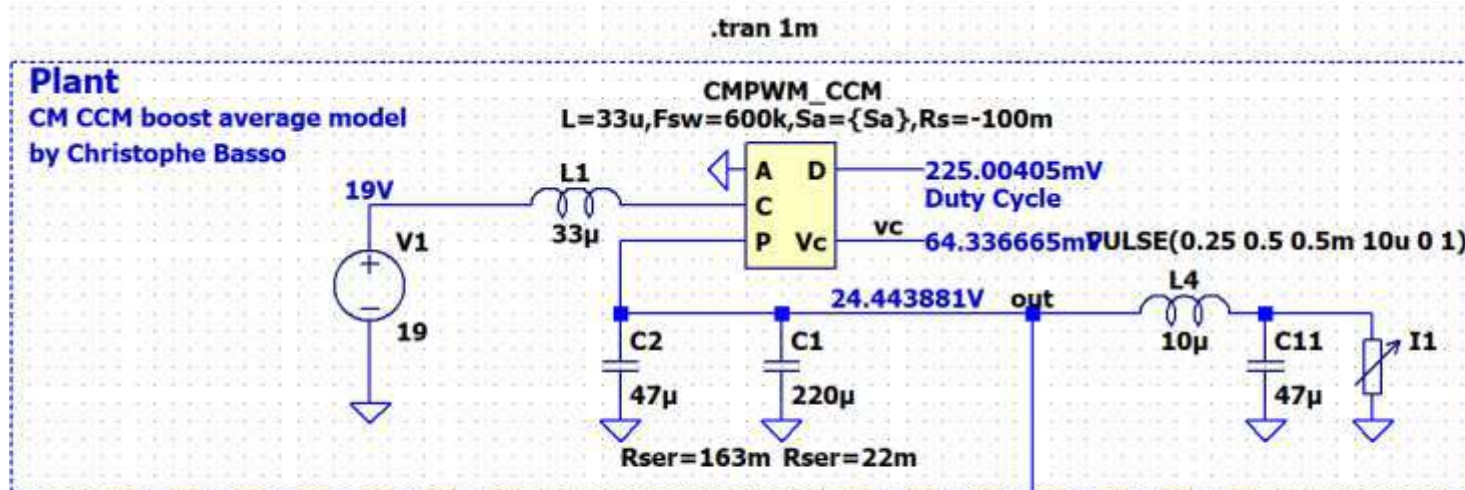 .tran 1m
Plant
CM CCM boost average model
by Christophe Basso
CMPWM_CCM
L=33u,Fsw=600k,Sa={Sa},Rs=-100m
19V
L1
33µ
A
D
C
P
Vc
225.00405mV
Duty Cycle
vc
64.336665mV
PULSE(0.25 0.5 0.5m 10u 0 1)
V1
19
24.443881V
out
L4
10µ
C2
47µ
C1
220µ
C11
47µ
I1
Rser=163m Rser=22m